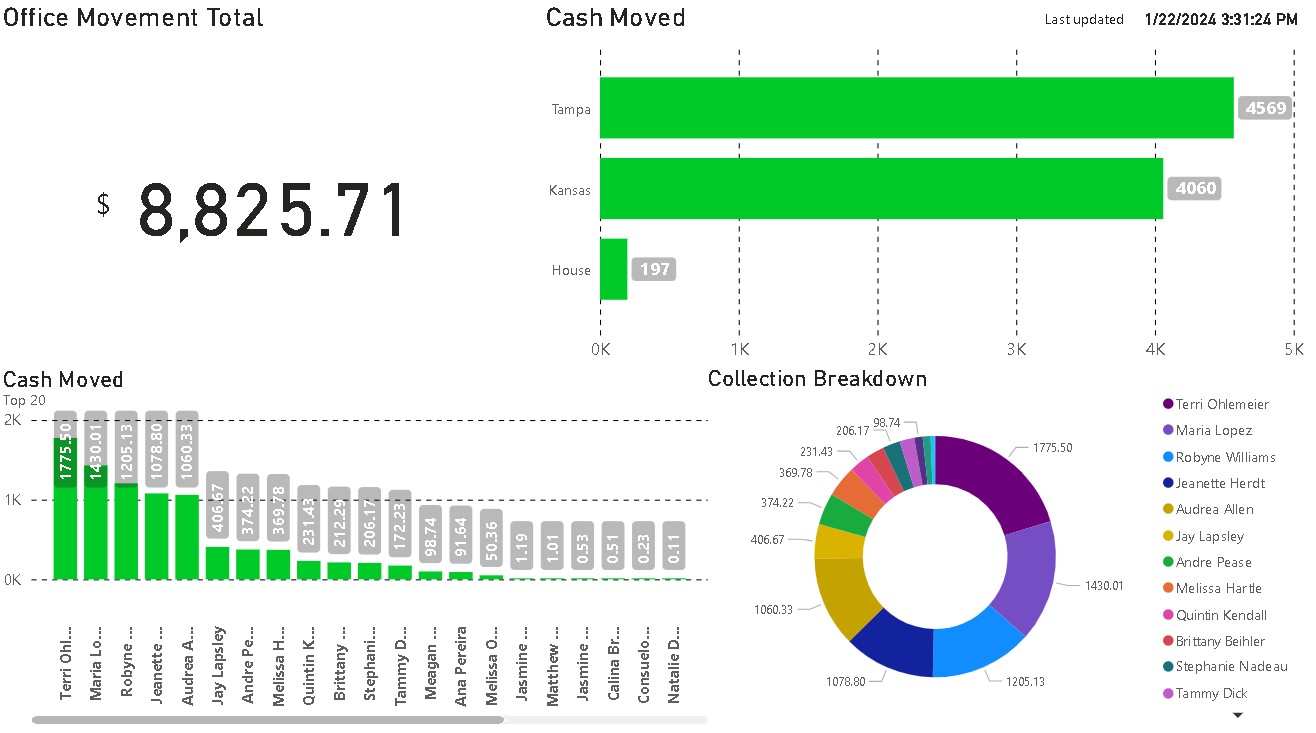 Office Movement Total
$ 8,825.71
Cash Moved
Last updated 1/22/2024 3:31:24 PM
Tampa 4569
Kansas 4060
House 197
0K 1K 2K 3K 4K 5K
Cash Moved
Top 20
2K
1K
0K
1775.50
1430.01
1205.13
1078.80
1060.33
406.67
374.22
369.78
231.43
212.29
206.17
172.23
98.74
91.64
50.36
1.19
1.01
0.53
0.51
0.23
0.11
Terri Ohl...
Maria Lo...
Robyne ...
Jeanette ...
Audrea A...
Jay Lapsley
Andre Pe...
Melissa H...
Quintin K...
Brittany ...
Stephani...
Tammy D...
Meagan ...
Ana Pereira
Melissa O...
Jasmine ...
Matthew ...
Jasmine ...
Calina Br...
Consuelo...
Natalie D...
Collection Breakdown
1775.50
1430.01
1205.13
1078.80
1060.33
406.67
374.22
369.78
231.43
206.17
98.74
Terri Ohlemeier
Maria Lopez
Robyne Williams
Jeanette Herdt
Audrea Allen
Jay Lapsley
Andre Pease
Melissa Hartle
Quintin Kendall
Brittany Beihler
Stephanie Nadeau
Tammy Dick